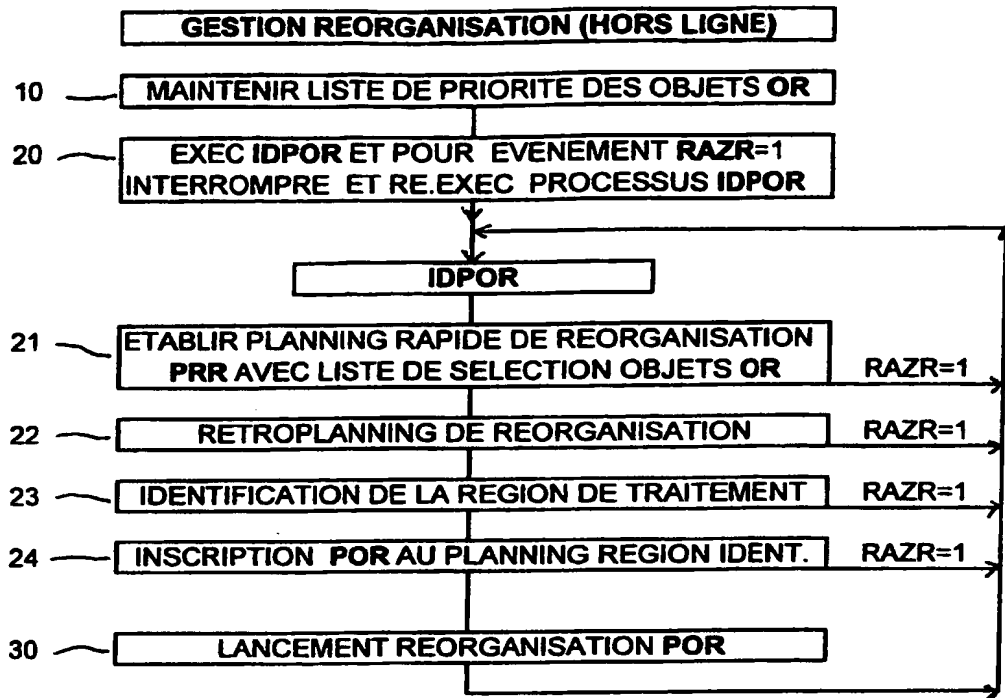 GESTION REORGANISATION (HORS LIGNE)
10 MAINTENIR LISTE DE PRIORITE DES OBJETS OR
20 EXEC IDPOR ET POUR EVENEMENT RAZR=1
INTERROMPRE ET RE.EXEC PROCESSUS IDPOR
IDPOR
21 ETABLIR PLANNING RAPIDE DE REORGANISATION
PRR AVEC LISTE DE SELECTION OBJETS OR RAZR=1
22 RETROPLANNING DE REORGANISATION RAZR=1
23 IDENTIFICATION DE LA REGION DE TRAITEMENT RAZR=1
24 INSCRIPTION POR AU PLANNING REGION IDENT. RAZR=1
30 LANCEMENT REORGANISATION POR